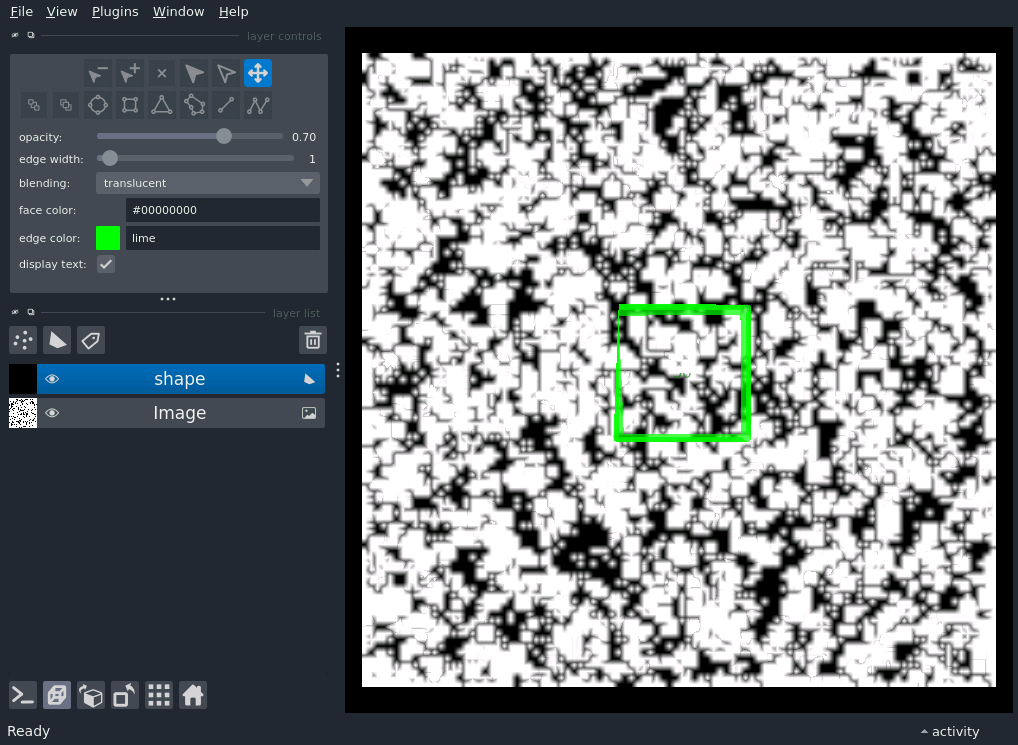 File View Plugins Window Help
layer controls
opacity: 0.70
edge width: 1
blending: translucent
face color: #00000000
edge color: lime
display text:
layer list
shape
Image
Ready
activity